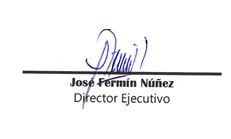 José Fermín Núñez
Director Ejecutivo